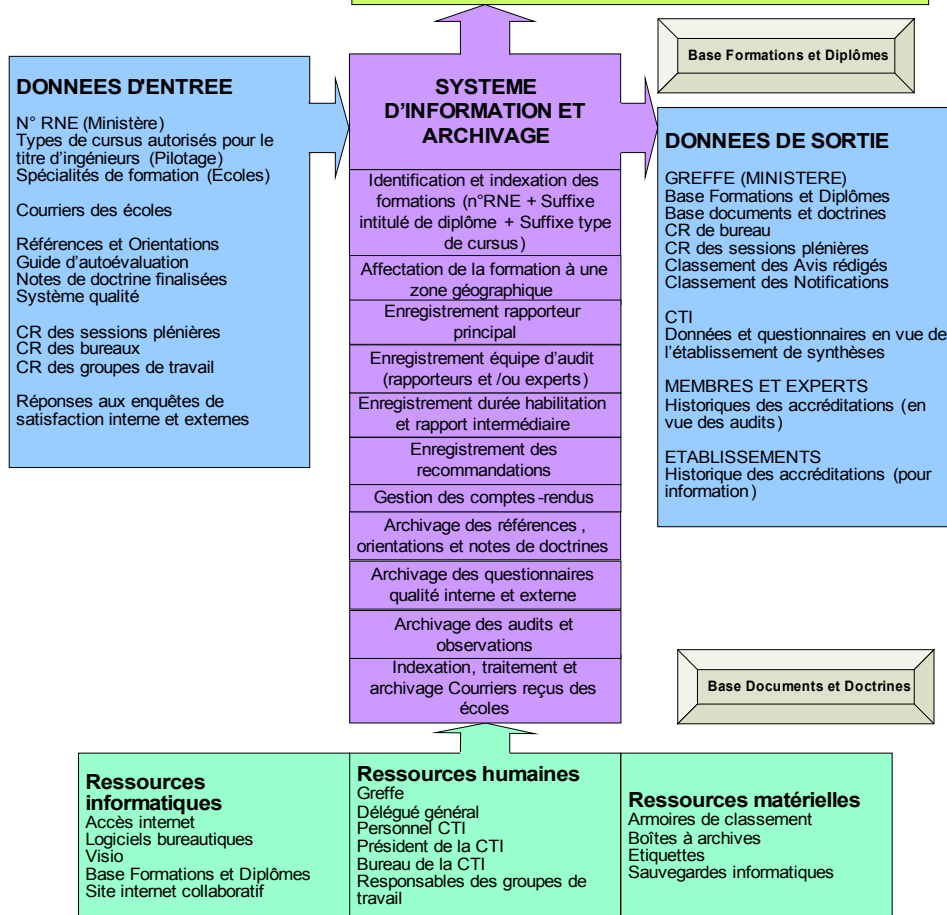 Base Formations et Diplômes
DONNEES D'ENTREE
N° RNE (Ministère)
Types de cursus autorisés pour le
titre d'ingénieurs (Pilotage)
Spécialités de formation (Ecoles)
Courriers des écoles
Références et Orientations
Guide d'autoévaluation
Notes de doctrine finalisées
Système qualité
CR des sessions plénières
CR des bureaux
CR des groupes de travail
Réponses aux enquêtes de
satisfaction interne et externes
SYSTEME
D'INFORMATION ET
ARCHIVAGE
Identification et indexation des
formations (n°RNE + Suffixe
intitulé de diplôme + Suffixe type
de cursus)
Affectation de la formation à une
zone géographique
Enregistrement rapporteur
principal
Enregistrement équipe d'audit
(rapporteurs et /ou experts)
Enregistrement durée habilitation
et rapport intermédiaire
Enregistrement des
recommandations
Gestion des comptes-rendus
Archivage des références ,
orientations et notes de doctrines
Archivage des questionnaires
qualité interne et externe
Archivage des audits et
observations
Indexation, traitement et
archivage Courriers reçus des
écoles
DONNEES DE SORTIE
GREFFE (MINISTERE)
Base Formations et Diplômes
Base documents et doctrines
CR de bureau
CR des sessions plénières
Classement des Avis rédigés
Classement des Notifications
CTI
Données et questionnaires en vue de
l'établissement de synthèses
MEMBRES ET EXPERTS
Historiques des accréditations (en
vue des audits)
ETABLISSEMENTS
Historique des accréditations (pour
information)
Base Documents et Doctrines
Ressources
informatiques
Accès internet
Logiciels bureautiques
Visio
Base Formations et Diplômes
Site internet collaboratif
Ressources humaines
Greffe
Délégué général
Personnel CTI
Président de la CTI
Bureau de la CTI
Responsables des groupes de
travail
Ressources matérielles
Armoires de classement
Boîtes à archives
Etiquettes
Sauvegardes informatiques